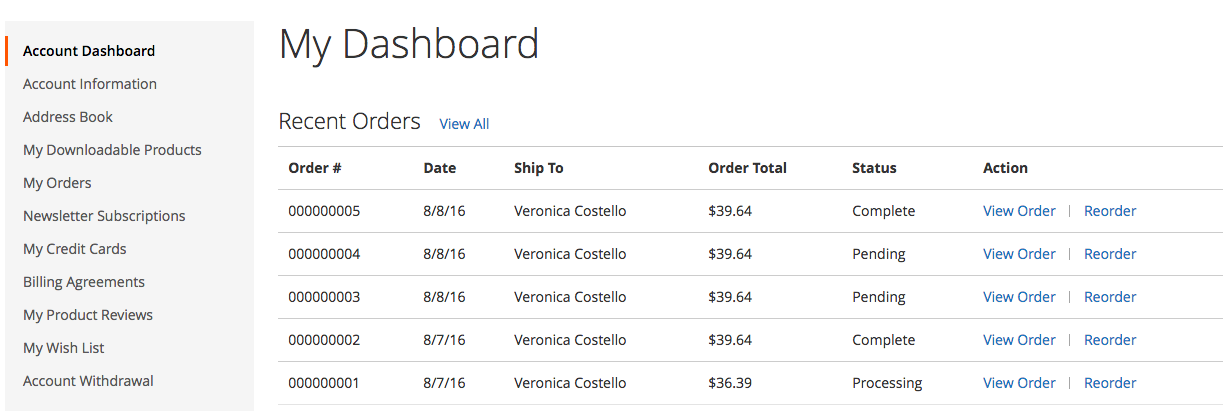 Account Dashboard
Account Information
Address Book
My Downloadable Products
My Orders
Newsletter Subscriptions
My Credit Cards
Billing Agreements
My Product Reviews
My Wish List
Account Withdrawal
My Dashboard
Recent Orders View All
Order # Date Ship To Order Total Status Action
000000005 8/8/16 Veronica Costello $39.64 Complete View Order | Reorder
000000004 8/8/16 Veronica Costello $39.64 Pending View Order | Reorder
000000003 8/8/16 Veronica Costello $39.64 Pending View Order | Reorder
000000002 8/7/16 Veronica Costello $39.64 Complete View Order | Reorder
000000001 8/7/16 Veronica Costello $36.39 Processing View Order | Reorder